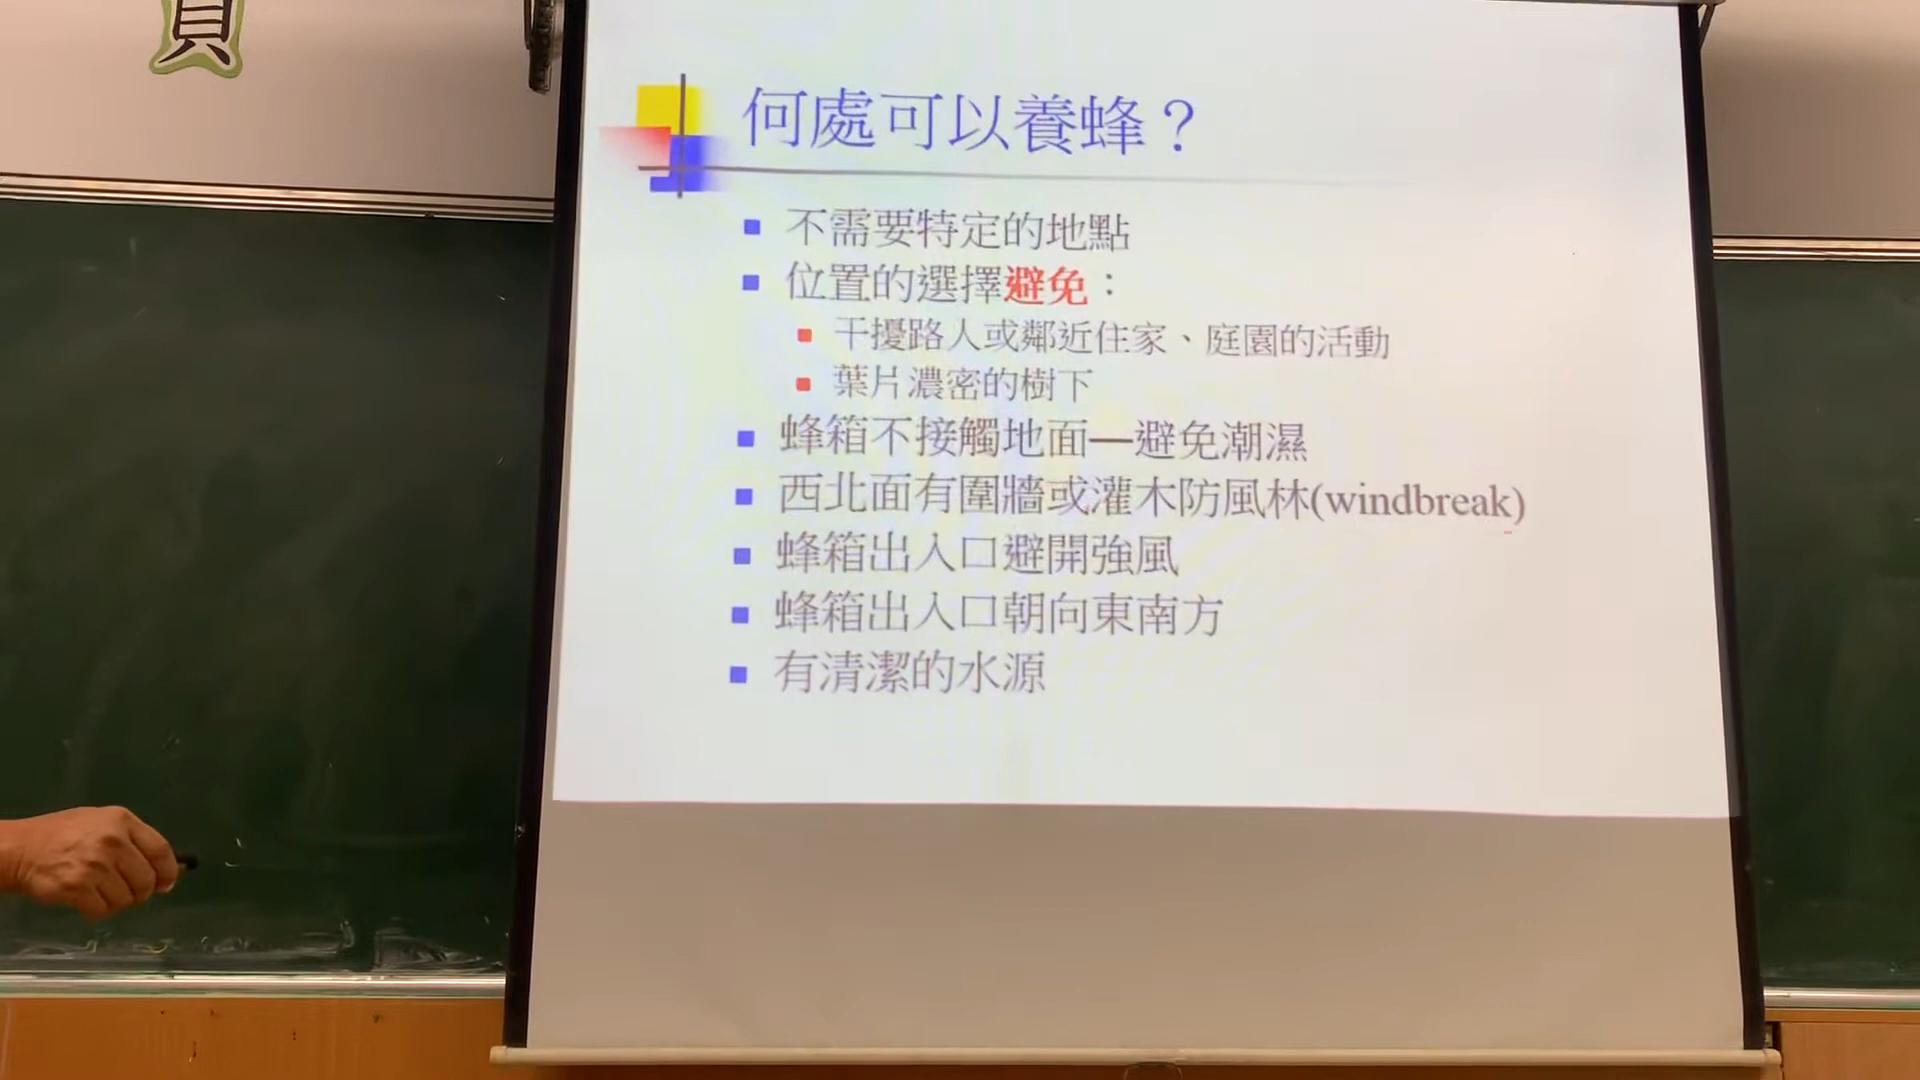 何處可以養蜂？
不需要特定的地點
位置的選擇避免：
干擾路人或鄰近住家、庭園的活動
葉片濃密的樹下
蜂箱不接觸地面—避免潮濕
西北面有圍牆或灌木防風林(windbreak)
蜂箱出入口避開強風
蜂箱出入口朝向東南方
有清潔的水源